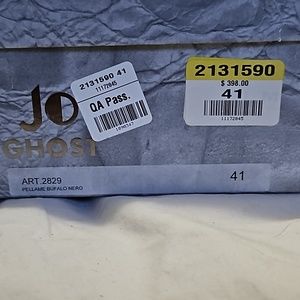 2131590 41
11172845
QA Pass.
2131590
$ 398.00
41
11172845
JO
GHOST
ART.2829
41
PELLAME BUFALO NERO